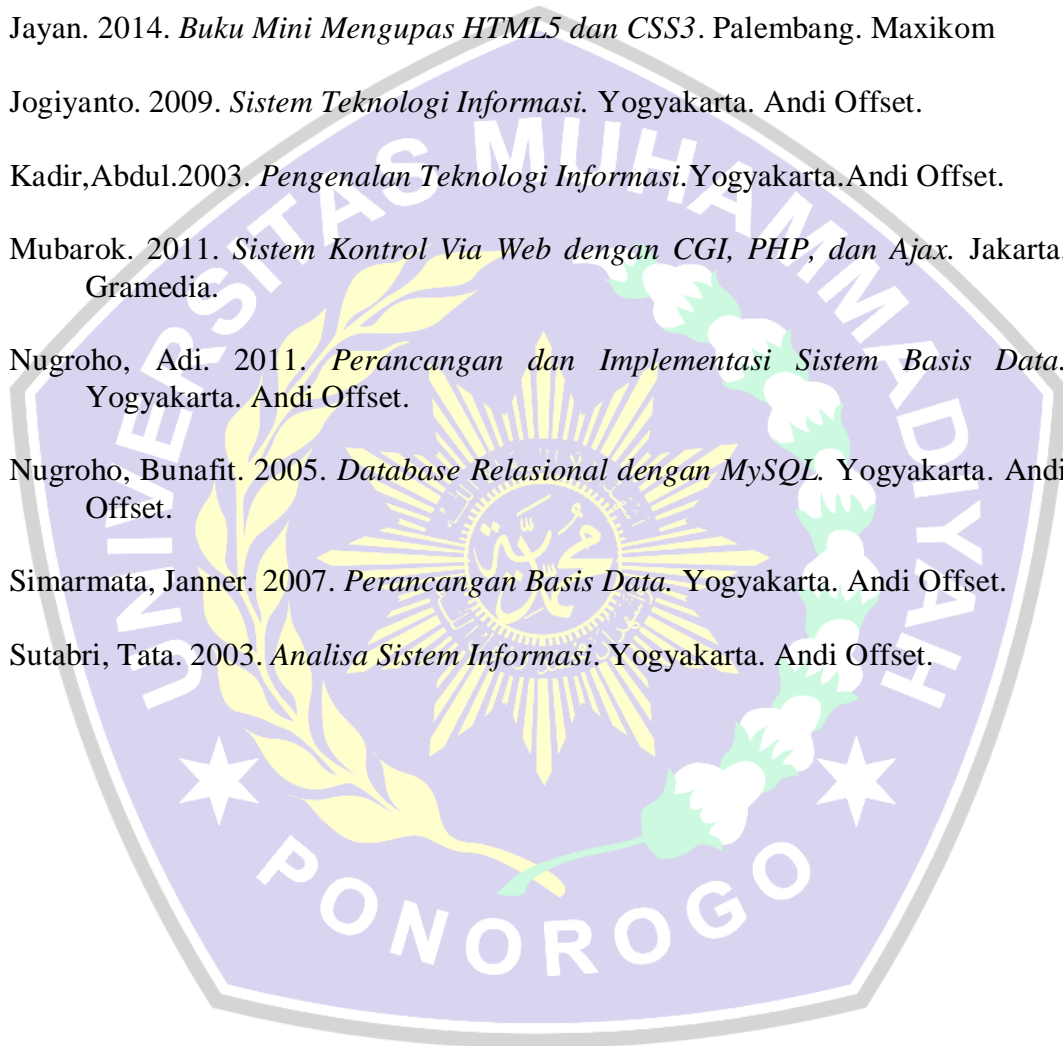 Jayan. 2014. Buku Mini Mengupas HTML5 dan CSS3. Palembang. Maxikom
Jogiyanto. 2009. Sistem Teknologi Informasi. Yogyakarta. Andi Offset.
Kadir,Abdul.2003. Pengenalan Teknologi Informasi.Yogyakarta.Andi Offset.
Mubarok. 2011. Sistem Kontrol Via Web dengan CGI, PHP, dan Ajax. Jakarta.
Gramedia.
Nugroho, Adi. 2011. Perancangan dan Implementasi Sistem Basis Data.
Yogyakarta. Andi Offset.
Nugroho, Bunafit. 2005. Database Relasional dengan MySQL. Yogyakarta. Andi
Offset.
Simarmata, Janner. 2007. Perancangan Basis Data. Yogyakarta. Andi Offset.
Sutabri, Tata. 2003. Analisa Sistem Informasi. Yogyakarta. Andi Offset.
UNIVERSITAS MUHAMMADIYAH
PONOROGO
محمدية